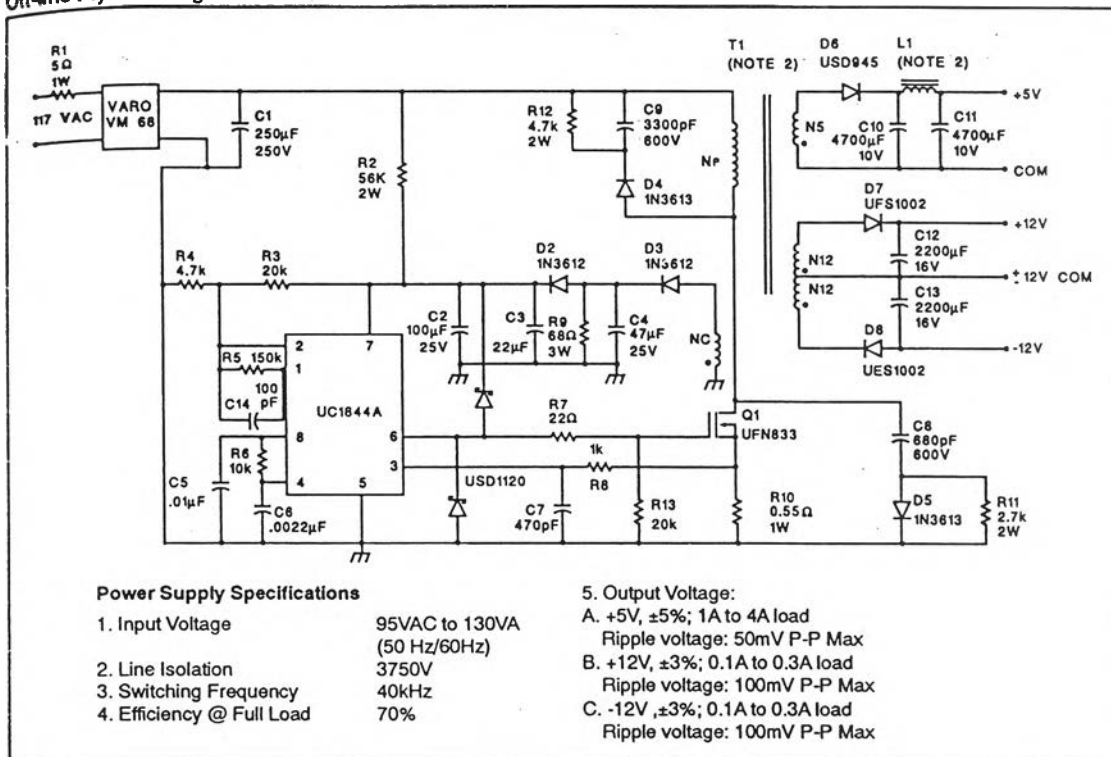 R1
5Ω
1W
117 VAC
VARO
VM 68
C1
250µF
250V
R2
56K
2W
R12
4.7k
2W
C9
3300pF
600V
D4
1N3613
T1
(NOTE 2)
NP
D6
USD945
L1
(NOTE 2)
+5V
N5
C10
4700µF
10V
C11
4700µF
10V
COM
D7
UFS1002
+12V
N12
N12
C12
2200µF
16V
±12V COM
C13
2200µF
16V
D8
UES1002
-12V
R4
4.7k
R3
20k
D2
1N3612
D3
1N3612
C2
100µF
25V
C3
22µF
R9
68Ω
3W
C4
47µF
25V
NC
2
7
R5 150k
1
100
pF
C14
UC1844A
8
6
R6
10k
4
5
3
C5
.01µF
C6
.0022µF
R7
22Ω
1k
R8
USD1120
C7
470pF
R13
20k
Q1
UFN833
R10
0.55Ω
1W
C8
680pF
600V
D5
1N3613
R11
2.7k
2W
Power Supply Specifications
1. Input Voltage 95VAC to 130VA
(50 Hz/60Hz)
2. Line Isolation 3750V
3. Switching Frequency 40kHz
4. Efficiency @ Full Load 70%
5. Output Voltage:
A. +5V, ±5%; 1A to 4A load
Ripple voltage: 50mV P-P Max
B. +12V, ±3%; 0.1A to 0.3A load
Ripple voltage: 100mV P-P Max
C. -12V ,±3%; 0.1A to 0.3A load
Ripple voltage: 100mV P-P Max